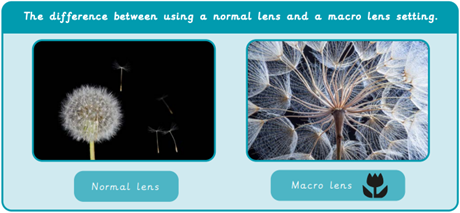 The difference between using a normal lens and a macro lens setting.
Normal lens
Macro lens